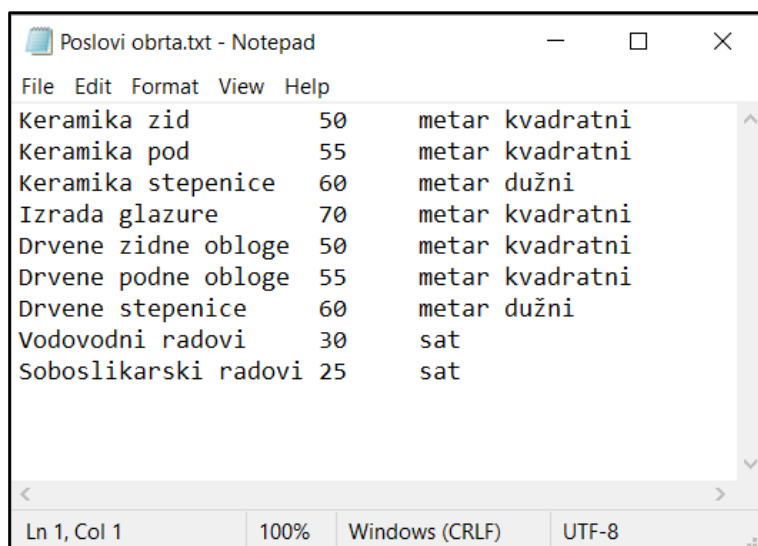 Poslovi obrta.txt - Notepad
File Edit Format View Help
Keramika zid 50 metar kvadratni
Keramika pod 55 metar kvadratni
Keramika stepenice 60 metar dužni
Izrada glazure 70 metar kvadratni
Drvene zidne obloge 50 metar kvadratni
Drvene podne obloge 55 metar kvadratni
Drvene stepenice 60 metar dužni
Vodovodni radovi 30 sat
Soboslikarski radovi 25 sat
Ln 1, Col 1 100% Windows (CRLF) UTF-8